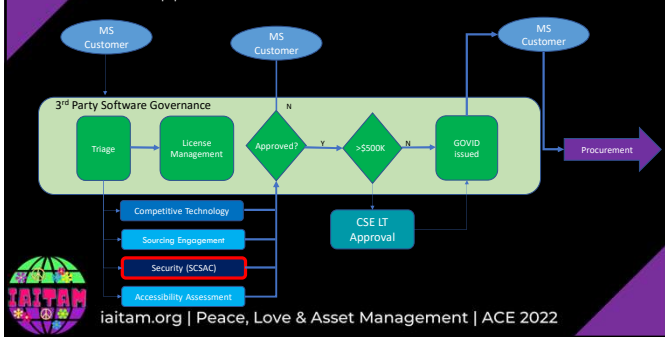 MS
Customer
MS
Customer
MS
Customer
3rd Party Software Governance
N
Triage
License
Management
Approved?
Y
>$500K
N
GOVID
issued
Procurement
Competitive Technology
CSE LT
Approval
Sourcing Engagement
Security (SCSAC)
Accessibility Assessment
IAITAM
iaitam.org | Peace, Love & Asset Management | ACE 2022